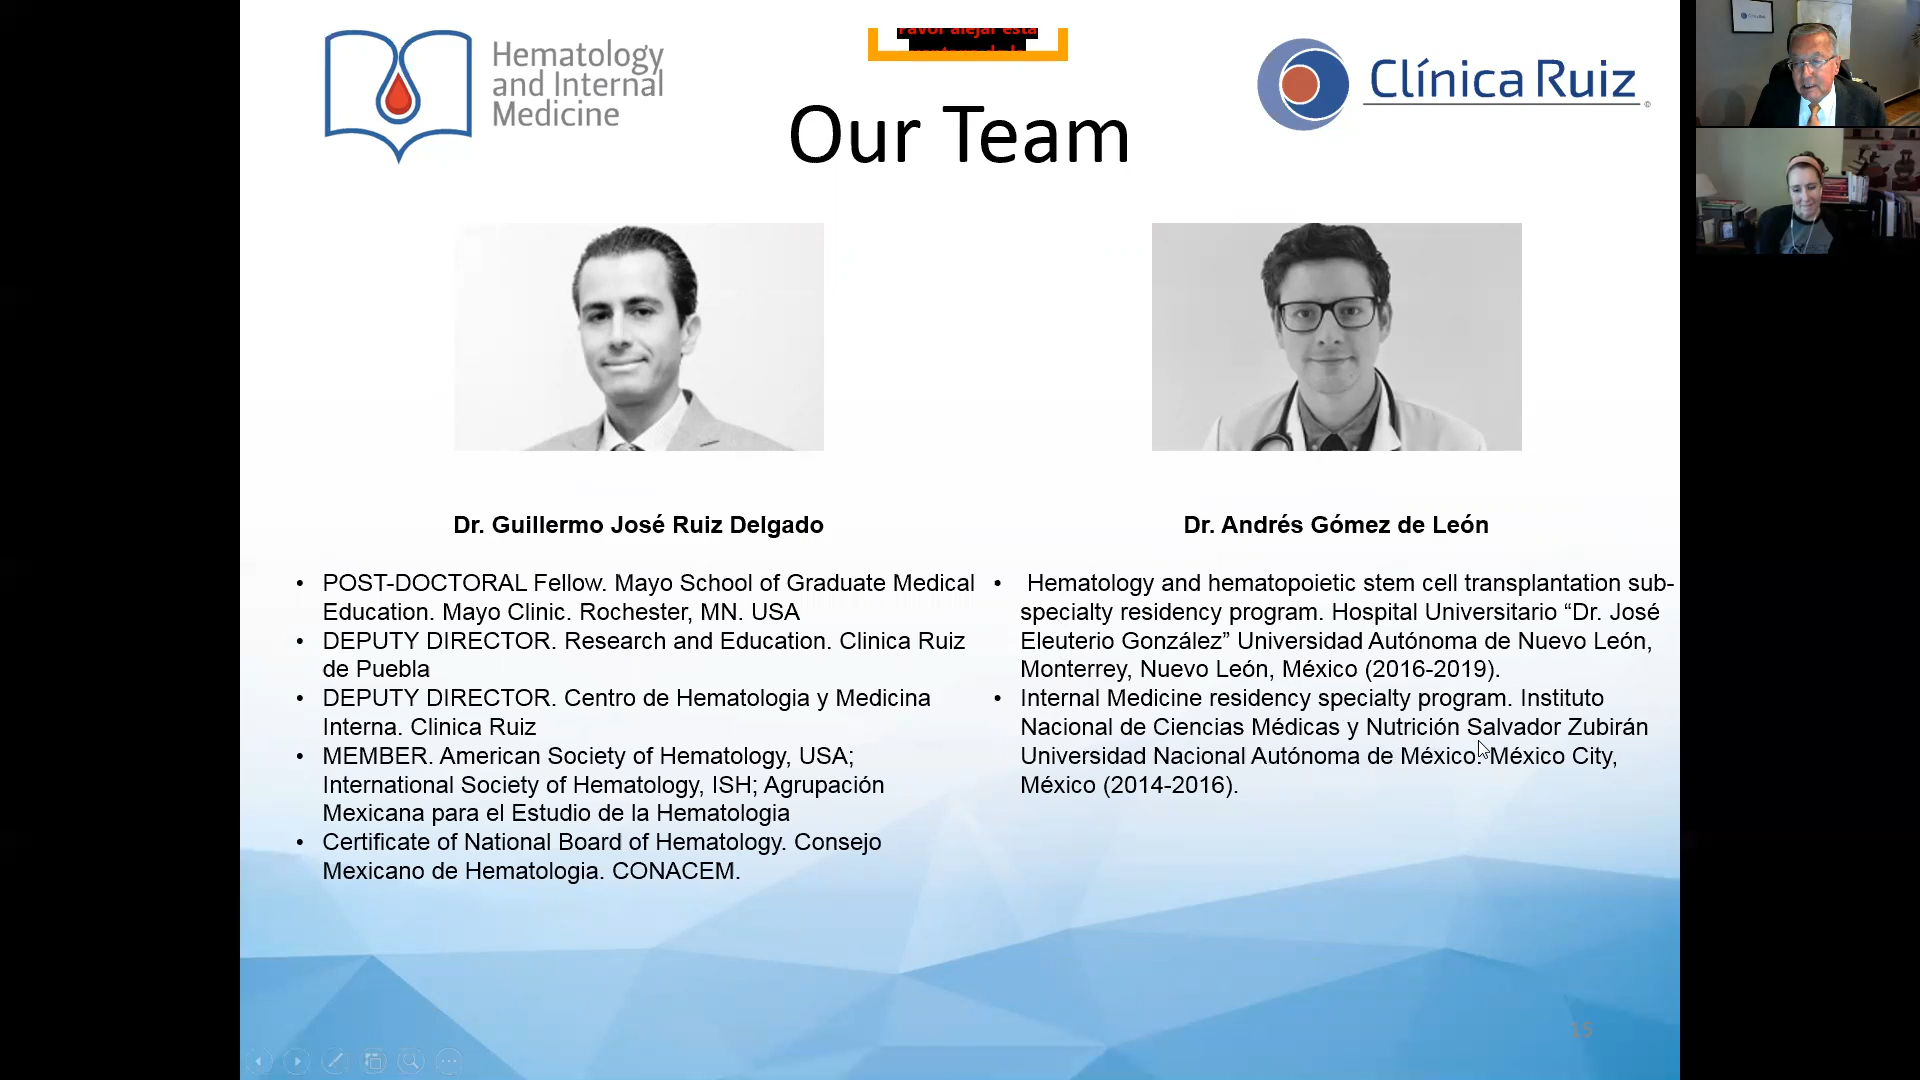 Hematology
and Internal
Medicine
Favor alejar esta
Clínica Ruiz
Our Team
Dr. Guillermo José Ruiz Delgado
• POST-DOCTORAL Fellow. Mayo School of Graduate Medical
Education. Mayo Clinic. Rochester, MN. USA
• DEPUTY DIRECTOR. Research and Education. Clinica Ruiz
de Puebla
• DEPUTY DIRECTOR. Centro de Hematologia y Medicina
Interna. Clinica Ruiz
• MEMBER. American Society of Hematology, USA;
International Society of Hematology, ISH; Agrupación
Mexicana para el Estudio de la Hematologia
• Certificate of National Board of Hematology. Consejo
Mexicano de Hematologia. CONACEM.
Dr. Andrés Gómez de León
• Hematology and hematopoietic stem cell transplantation sub-
specialty residency program. Hospital Universitario “Dr. José
Eleuterio González” Universidad Autónoma de Nuevo León,
Monterrey, Nuevo León, México (2016-2019).
• Internal Medicine residency specialty program. Instituto
Nacional de Ciencias Médicas y Nutrición Salvador Zubirán
Universidad Nacional Autónoma de México. México City,
México (2014-2016).
15